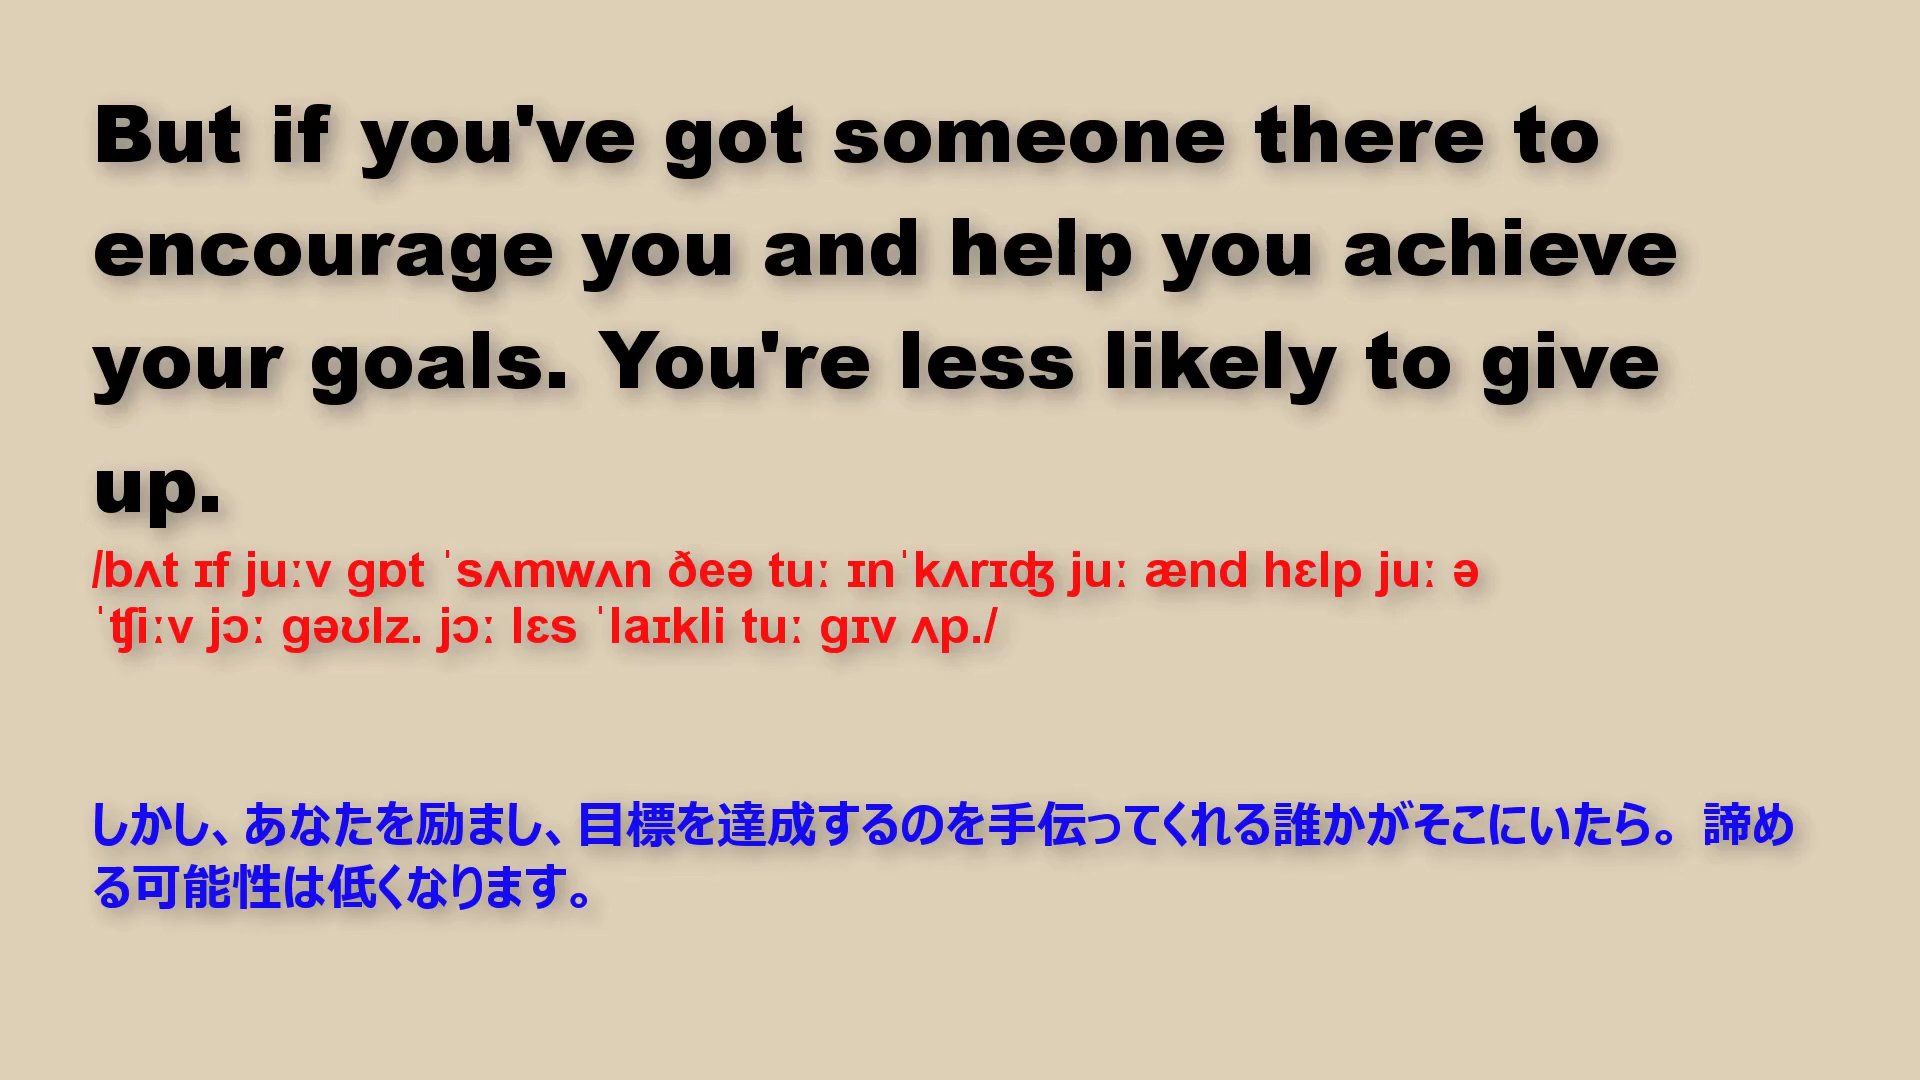 But if you've got someone there to
encourage you and help you achieve
your goals. You're less likely to give
up.
/bʌt ɪf juːv gɒt ˈsʌmwʌn ðeə tuː ɪnˈkʌrɪʤ juː ænd hɛlp juː ə
ˈʧiːv jɔː gəʊlz. jɔː lɛs ˈlaɪkli tuː gɪv ʌp./
しかし、あなたを励まし、目標を達成するのを手伝ってくれる誰かがそこにいたら。 諦め
る可能性は低くなります。